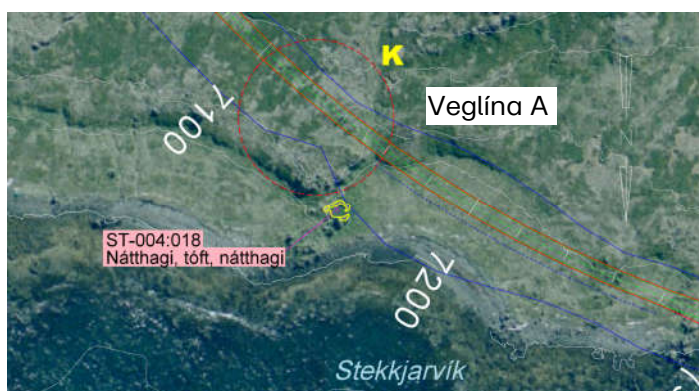 K
Veglína A
7100
ST-004:018
Nátthagi, tóft, nátthagi
7200
Stekkjarvík